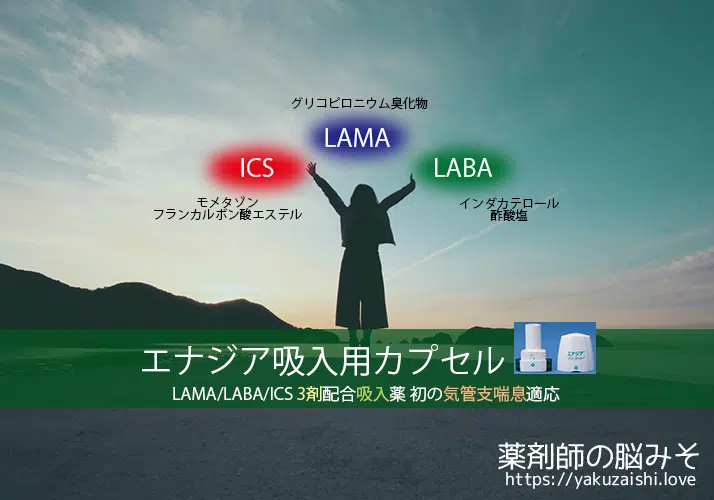 グリコピロニウム臭化物
LAMA
ICS
LABA
モメタゾン
フランカルボン酸エステル
インダカテロール
酢酸塩
エナジア吸入用カプセル
エナジア
LAMA/LABA/ICS 3剤配合吸入薬 初の気管支喘息適応
薬剤師の脳みそ
https://yakuzaishi.love